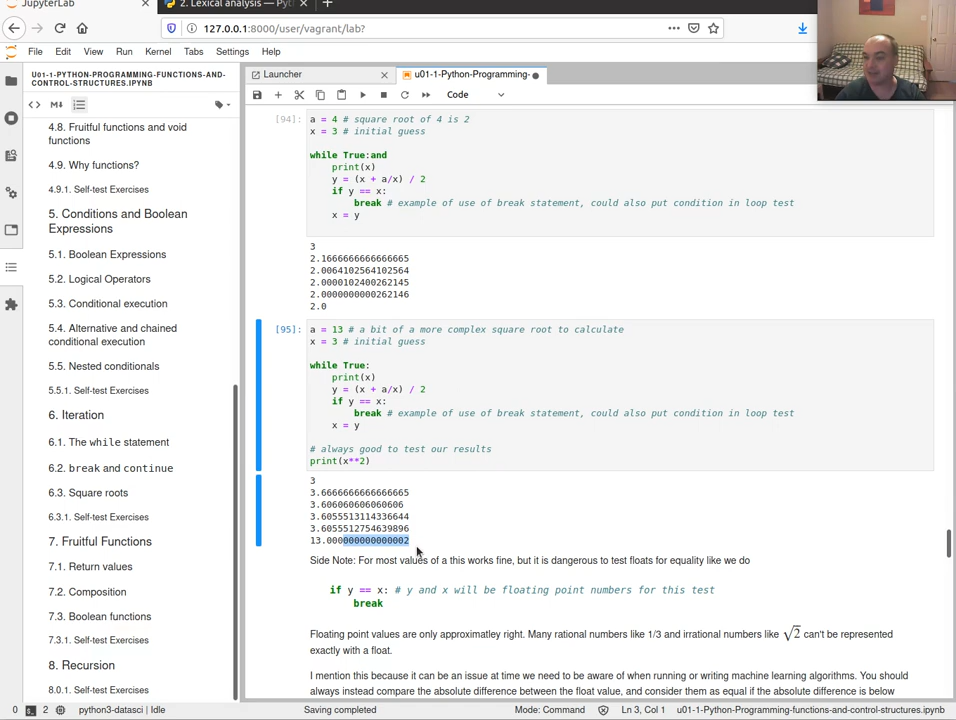 JupyterLab
2. Lexical analysis — Pyth
127.0.0.1:8000/user/vagrant/lab?
File Edit View Run Kernel Tabs Settings Help
U01-1-PYTHON-PROGRAMMING-FUNCTIONS-AND-
CONTROL-STRUCTURES.IPYNB
4.8. Fruitful functions and void
functions
4.9. Why functions?
4.9.1. Self-test Exercises
5. Conditions and Boolean
Expressions
5.1. Boolean Expressions
5.2. Logical Operators
5.3. Conditional execution
5.4. Alternative and chained
conditional execution
5.5. Nested conditionals
5.5.1. Self-test Exercises
6. Iteration
6.1. The while statement
6.2. break and continue
6.3. Square roots
6.3.1. Self-test Exercises
7. Fruitful Functions
7.1. Return values
7.2. Composition
7.3. Boolean functions
7.3.1. Self-test Exercises
8. Recursion
8.0.1. Self-test Exercises
Launcher
u01-1-Python-Programming-
Code
[94]: a = 4 # square root of 4 is 2
x = 3 # initial guess
while True:and
print(x)
y = (x + a/x) / 2
if y == x:
break # example of use of break statement, could also put condition in loop test
x = y
3
2.1666666666666665
2.0064102564102564
2.0000102400262145
2.0000000000262146
2.0
[95]: a = 13 # a bit of a more complex square root to calculate
x = 3 # initial guess
while True:
print(x)
y = (x + a/x) / 2
if y == x:
break # example of use of break statement, could also put condition in loop test
x = y
# always good to test our results
print(x**2)
3
3.6666666666666665
3.606060606060606
3.6055513114336644
3.6055512754639896
13.000000000000002
Side Note: For most values of a this works fine, but it is dangerous to test floats for equality like we do
if y == x: # y and x will be floating point numbers for this test
break
Floating point values are only approximatley right. Many rational numbers like 1/3 and irrational numbers like √2 can't be represented
exactly with a float.
I mention this because it can be an issue at time we need to be aware of when running or writing machine learning algorithms. You should
always instead compare the absolute difference between the float value, and consider them as equal if the absolute difference is below
0 2 python3-datasci | Idle Saving completed Mode: Command Ln 3, Col 1 u01-1-Python-Programming-functions-and-control-structures.ipynb